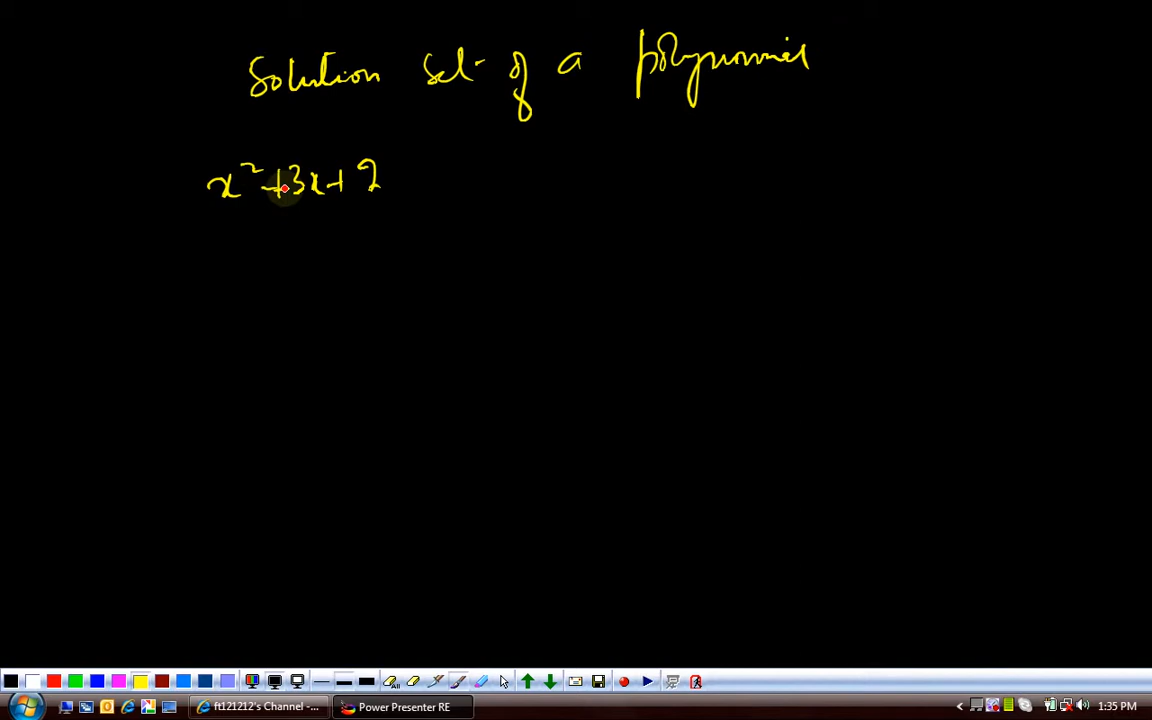 Solution set of a polynomial
x² + 3x + 2
ft121212's Channel -...
Power Presenter RE
1:35 PM